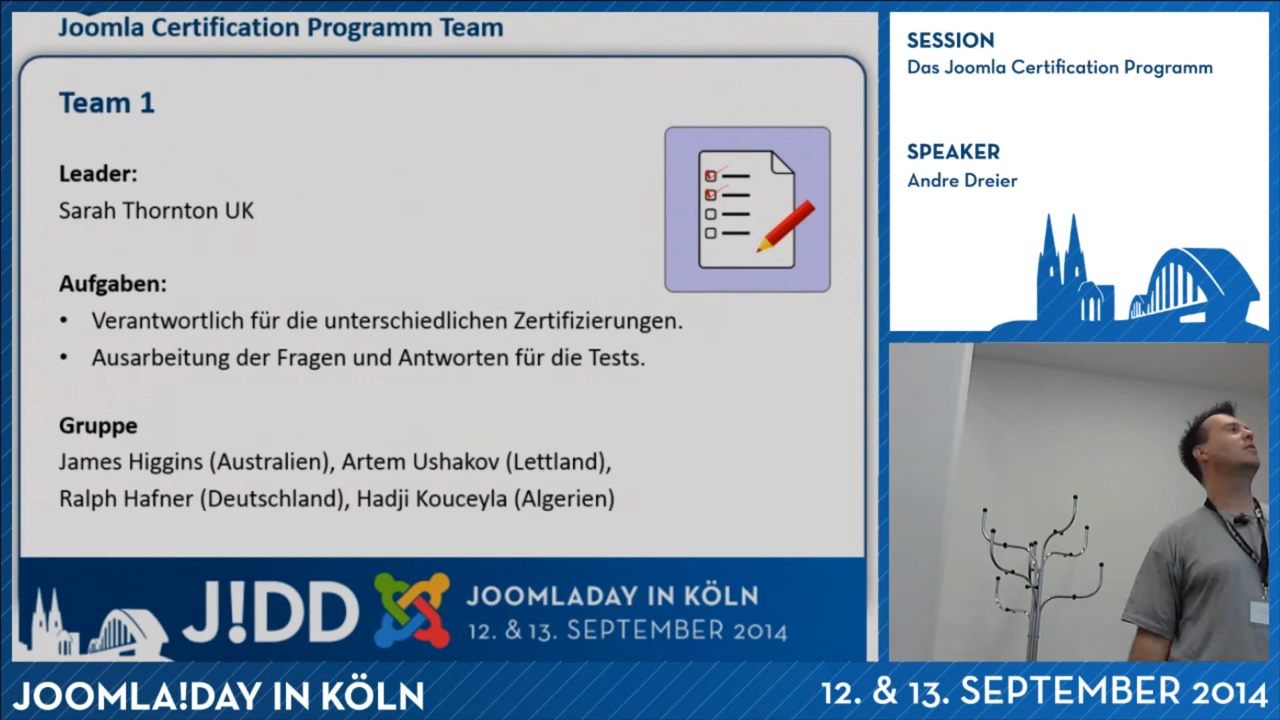 Joomla Certification Programm Team
Team 1
Leader:
Sarah Thornton UK
Aufgaben:
• Verantwortlich für die unterschiedlichen Zertifizierungen.
• Ausarbeitung der Fragen und Antworten für die Tests.
Gruppe
James Higgins (Australien), Artem Ushakov (Lettland),
Ralph Hafner (Deutschland), Hadji Kouceyla (Algerien)
J!DD
JOOMLADAY IN KÖLN
12. & 13. SEPTEMBER 2014
SESSION
Das Joomla Certification Programm
SPEAKER
Andre Dreier
JOOMLA!DAY IN KÖLN
12. & 13. SEPTEMBER 2014